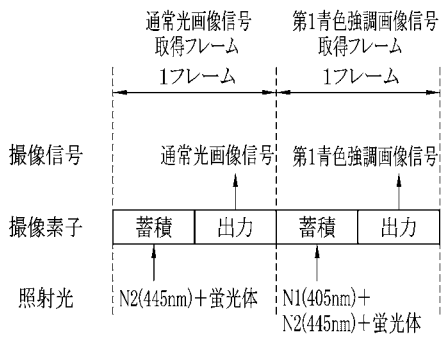 通常光画像信号
取得フレーム
1フレーム
第1青色強調画像信号
取得フレーム
1フレーム
撮像信号
通常光画像信号
第1青色強調画像信号
撮像素子
蓄積
出力
蓄積
出力
照射光
N2(445nm)+蛍光体
N1(405nm)+
N2(445nm)+蛍光体